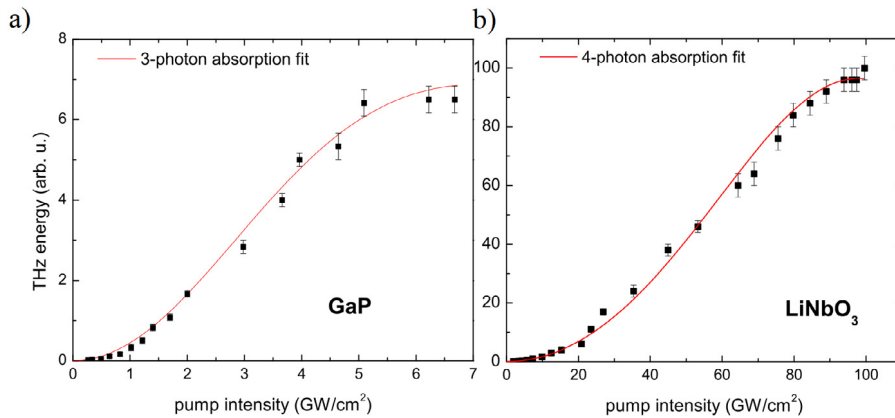 a)
8
6
4
2
0
THz energy (arb. u.)
3-photon absorption fit
GaP
0 1 2 3 4 5 6 7
pump intensity (GW/cm²)
b)
100
80
60
40
20
0
4-photon absorption fit
LiNbO₃
0 20 40 60 80 100
pump intensity (GW/cm²)